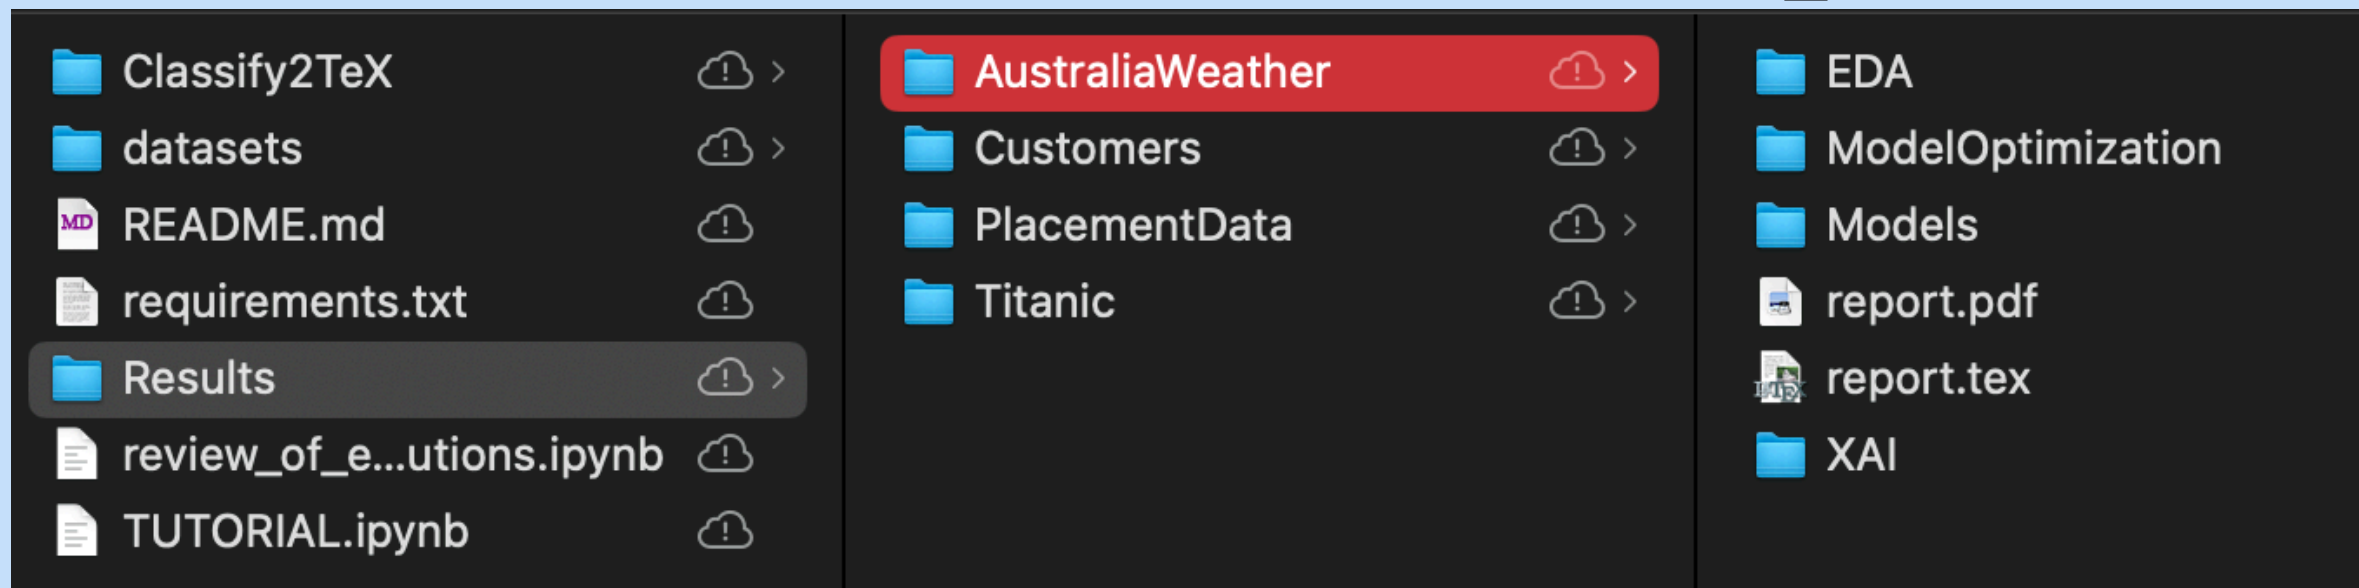 Classify2TeX
datasets
README.md
requirements.txt
Results
review_of_e...utions.ipynb
TUTORIAL.ipynb
AustraliaWeather
Customers
PlacementData
Titanic
EDA
ModelOptimization
Models
report.pdf
report.tex
XAI